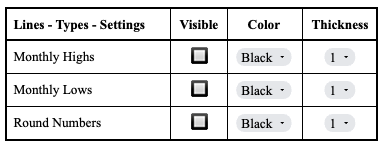 Lines - Types - Settings Visible Color Thickness
Monthly Highs Black 1
Monthly Lows Black 1
Round Numbers Black 1